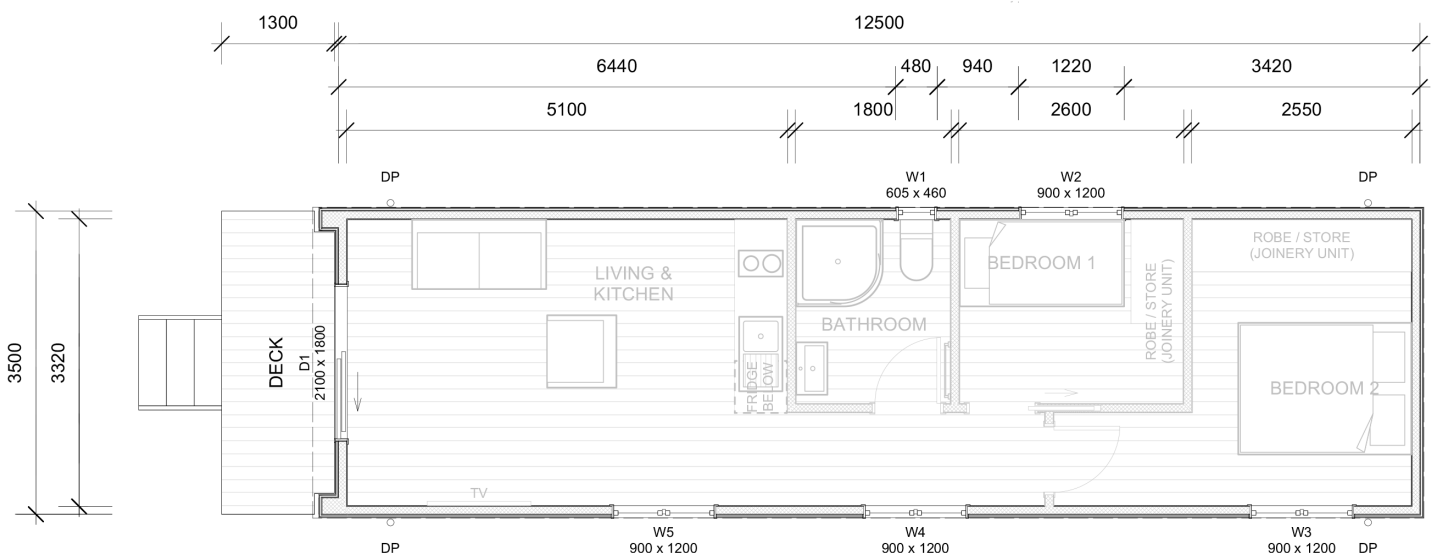 1300
12500
6440
480
940
1220
3420
5100
1800
2600
2550
DP
W1
605 x 460
W2
900 x 1200
DP
3500
3320
DECK
D1
2100 x 1800
LIVING &
KITCHEN
FRIDGE
BELOW
BATHROOM
BEDROOM 1
ROBE / STORE
(JOINERY UNIT)
ROBE / STORE
(JOINERY UNIT)
BEDROOM 2
TV
DP
W5
900 x 1200
W4
900 x 1200
W3
900 x 1200
DP